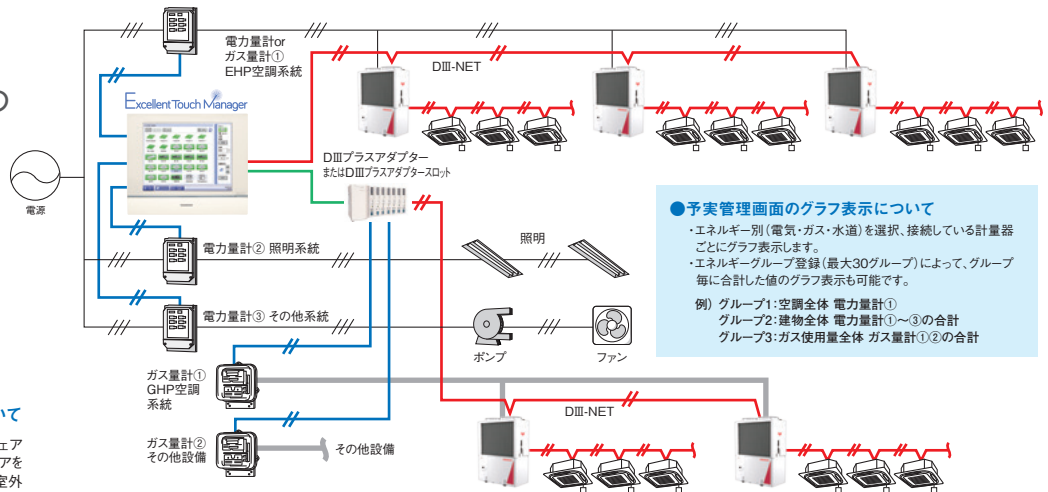 電力量計or
ガス量計①
EHP空調系統
DⅢ-NET
の
Excellent Touch Manager
DⅢプラスアダプター
またはDⅢプラスアダプタースロット
電源
電力量計② 照明系統
照明
電力量計③ その他系統
ポンプ
ファン
ガス量計①
GHP空調
系統
DⅢ-NET
ガス量計②
その他設備
その他設備
●予実管理画面のグラフ表示について
・エネルギー別(電気・ガス・水道)を選択、接続している計量器
ごとにグラフ表示します。
・エネルギーグループ登録(最大30グループ)によって、グループ
毎に合計した値のグラフ表示も可能です。
例) グループ1:空調全体 電力量計①
グループ2:建物全体 電力量計①~③の合計
グループ3:ガス使用量全体 ガス量計①②の合計
いて
ェア
アを
室外